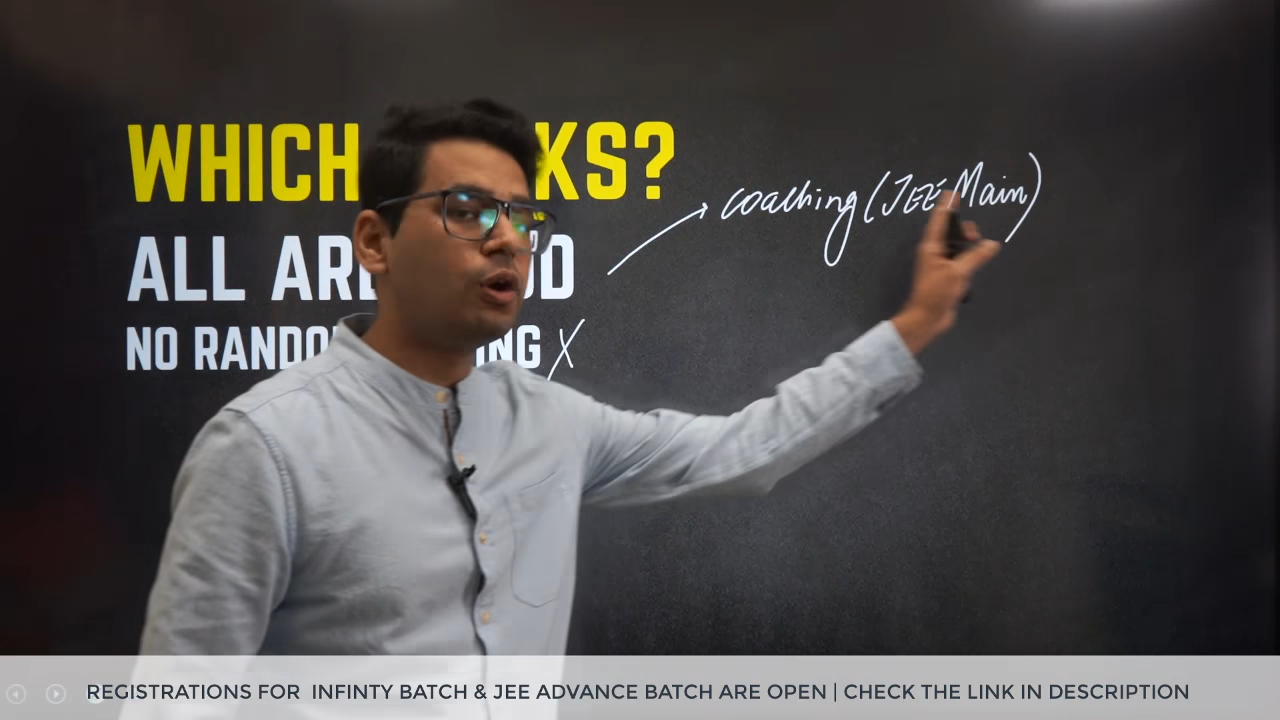 WHICH KS?
coaching (JEE Main)
ALL AR OD
NO RANDO ING X
REGISTRATIONS FOR INFINTY BATCH & JEE ADVANCE BATCH ARE OPEN | CHECK THE LINK IN DESCRIPTION